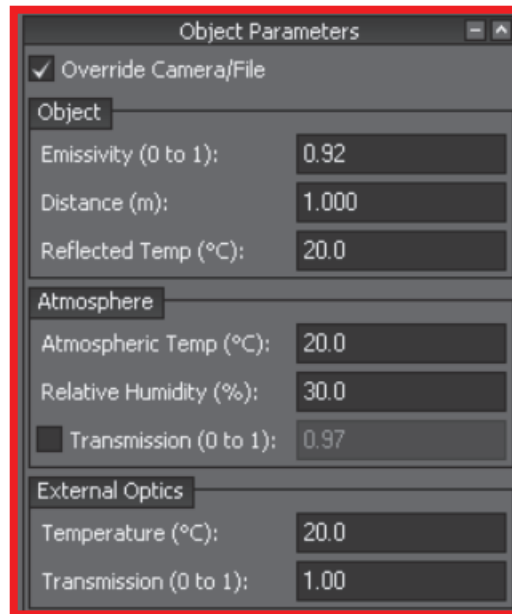 Object Parameters
Override Camera/File
Object
Emissivity (0 to 1): 0.92
Distance (m): 1.000
Reflected Temp (°C): 20.0
Atmosphere
Atmospheric Temp (°C): 20.0
Relative Humidity (%): 30.0
Transmission (0 to 1): 0.97
External Optics
Temperature (°C): 20.0
Transmission (0 to 1): 1.00